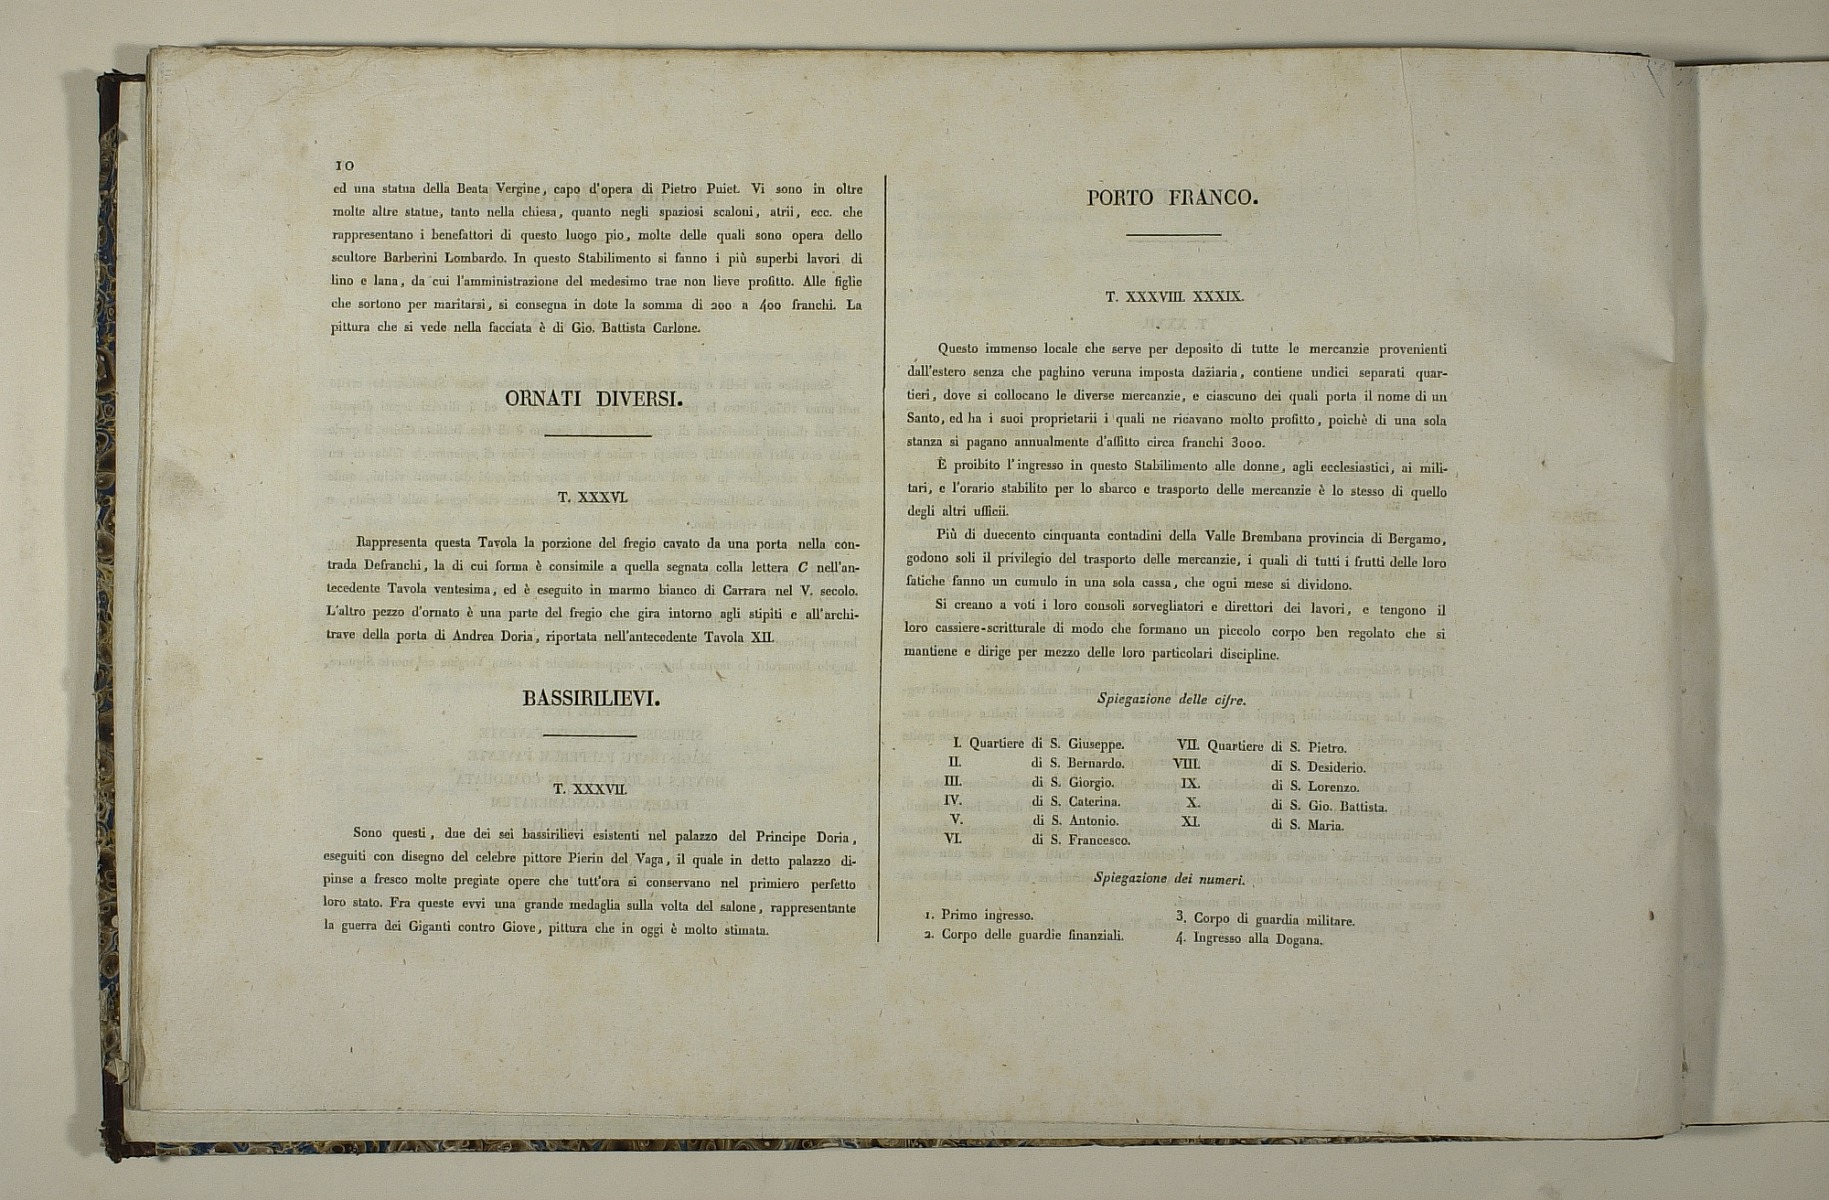 10
ed una statua della Beata Vergine, capo d'opera di Pietro Puiet. Vi sono in oltre
molte altre statue, tanto nella chiesa, quanto negli spaziosi scaloni, atrii, ecc. che
rappresentano i benefattori di questo luogo pio, molte delle quali sono opera dello
scultore Barberini Lombardo. In questo Stabilimento si fanno i più superbi lavori di
lino e lana, da cui l'amministrazione del medesimo trae non lieve profitto. Alle figlie
che sortono per maritarsi, si consegna in dote la somma di 200 a 400 franchi. La
pittura che si vede nella facciata è di Gio. Battista Carlone.
ORNATI DIVERSI.
T. XXXVI.
Rappresenta questa Tavola la porzione del fregio cavato da una porta nella con-
trada Defranchi, la di cui forma è consimile a quella segnata colla lettera C nell'an-
tecedente Tavola ventesima, ed è eseguito in marmo bianco di Carrara nel V. secolo.
L'altro pezzo d'ornato è una parte del fregio che gira intorno agli stipiti e all'archi-
trave della porta di Andrea Doria, riportata nell'antecedente Tavola XII.
BASSIRILIEVI.
T. XXXVII.
Sono questi, due dei sei bassirilievi esistenti nel palazzo del Principe Doria,
eseguiti con disegno del celebre pittore Pierin del Vaga, il quale in detto palazzo di-
pinse a fresco molte pregiate opere che tutt'ora si conservano nel primiero perfetto
loro stato. Fra queste evvi una grande medaglia sulla volta del salone, rappresentante
la guerra dei Giganti contro Giove, pittura che in oggi è molto stimata.
PORTO FRANCO.
T. XXXVIII. XXXIX.
Questo immenso locale che serve per deposito di tutte le mercanzie provenienti
dall'estero senza che paghino veruna imposta daziaria, contiene undici separati quar-
tieri, dove si collocano le diverse mercanzie, e ciascuno dei quali porta il nome di un
Santo, ed ha i suoi proprietarii i quali ne ricavano molto profitto, poichè di una sola
stanza si pagano annualmente d'affitto circa franchi 3000.
È proibito l'ingresso in questo Stabilimento alle donne, agli ecclesiastici, ai mili-
tari, e l'orario stabilito per lo sbarco e trasporto delle mercanzie è lo stesso di quello
degli altri ufficii.
Più di duecento cinquanta contadini della Valle Brembana provincia di Bergamo,
godono soli il privilegio del trasporto delle mercanzie, i quali di tutti i frutti delle loro
fatiche fanno un cumulo in una sola cassa, che ogni mese si dividono.
Si creano a voti i loro consoli sorvegliatori e direttori dei lavori, e tengono il
loro cassiere-scritturale di modo che formano un piccolo corpo ben regolato che si
mantiene e dirige per mezzo delle loro particolari discipline.
Spiegazione delle cifre.
I. Quartiere di S. Giuseppe.
II. di S. Bernardo.
III. di S. Giorgio.
IV. di S. Caterina.
V. di S. Antonio.
VI. di S. Francesco.
VII. Quartiere di S. Pietro.
VIII. di S. Desiderio.
IX. di S. Lorenzo.
X. di S. Gio. Battista.
XI. di S. Maria.
Spiegazione dei numeri.
1. Primo ingresso.
2. Corpo delle guardie finanziali.
3. Corpo di guardia militare.
4. Ingresso alla Dogana.